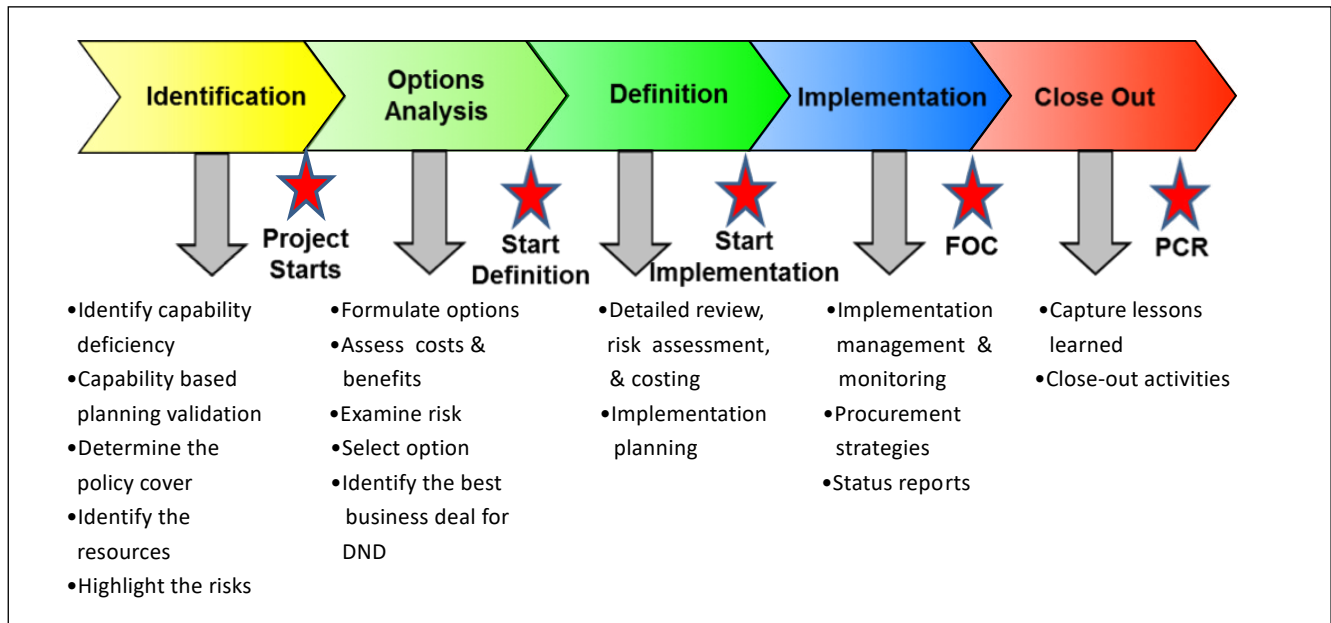 Identification
Options
Analysis
Definition
Implementation
Close Out
Project
Starts
Start
Definition
Start
Implementation
FOC
PCR
•Identify capability
deficiency
•Capability based
planning validation
•Determine the
policy cover
•Identify the
resources
•Highlight the risks
•Formulate options
•Assess costs &
benefits
•Examine risk
•Select option
•Identify the best
business deal for
DND
•Detailed review,
risk assessment,
& costing
•Implementation
planning
•Implementation
management &
monitoring
•Procurement
strategies
•Status reports
•Capture lessons
learned
•Close-out activities